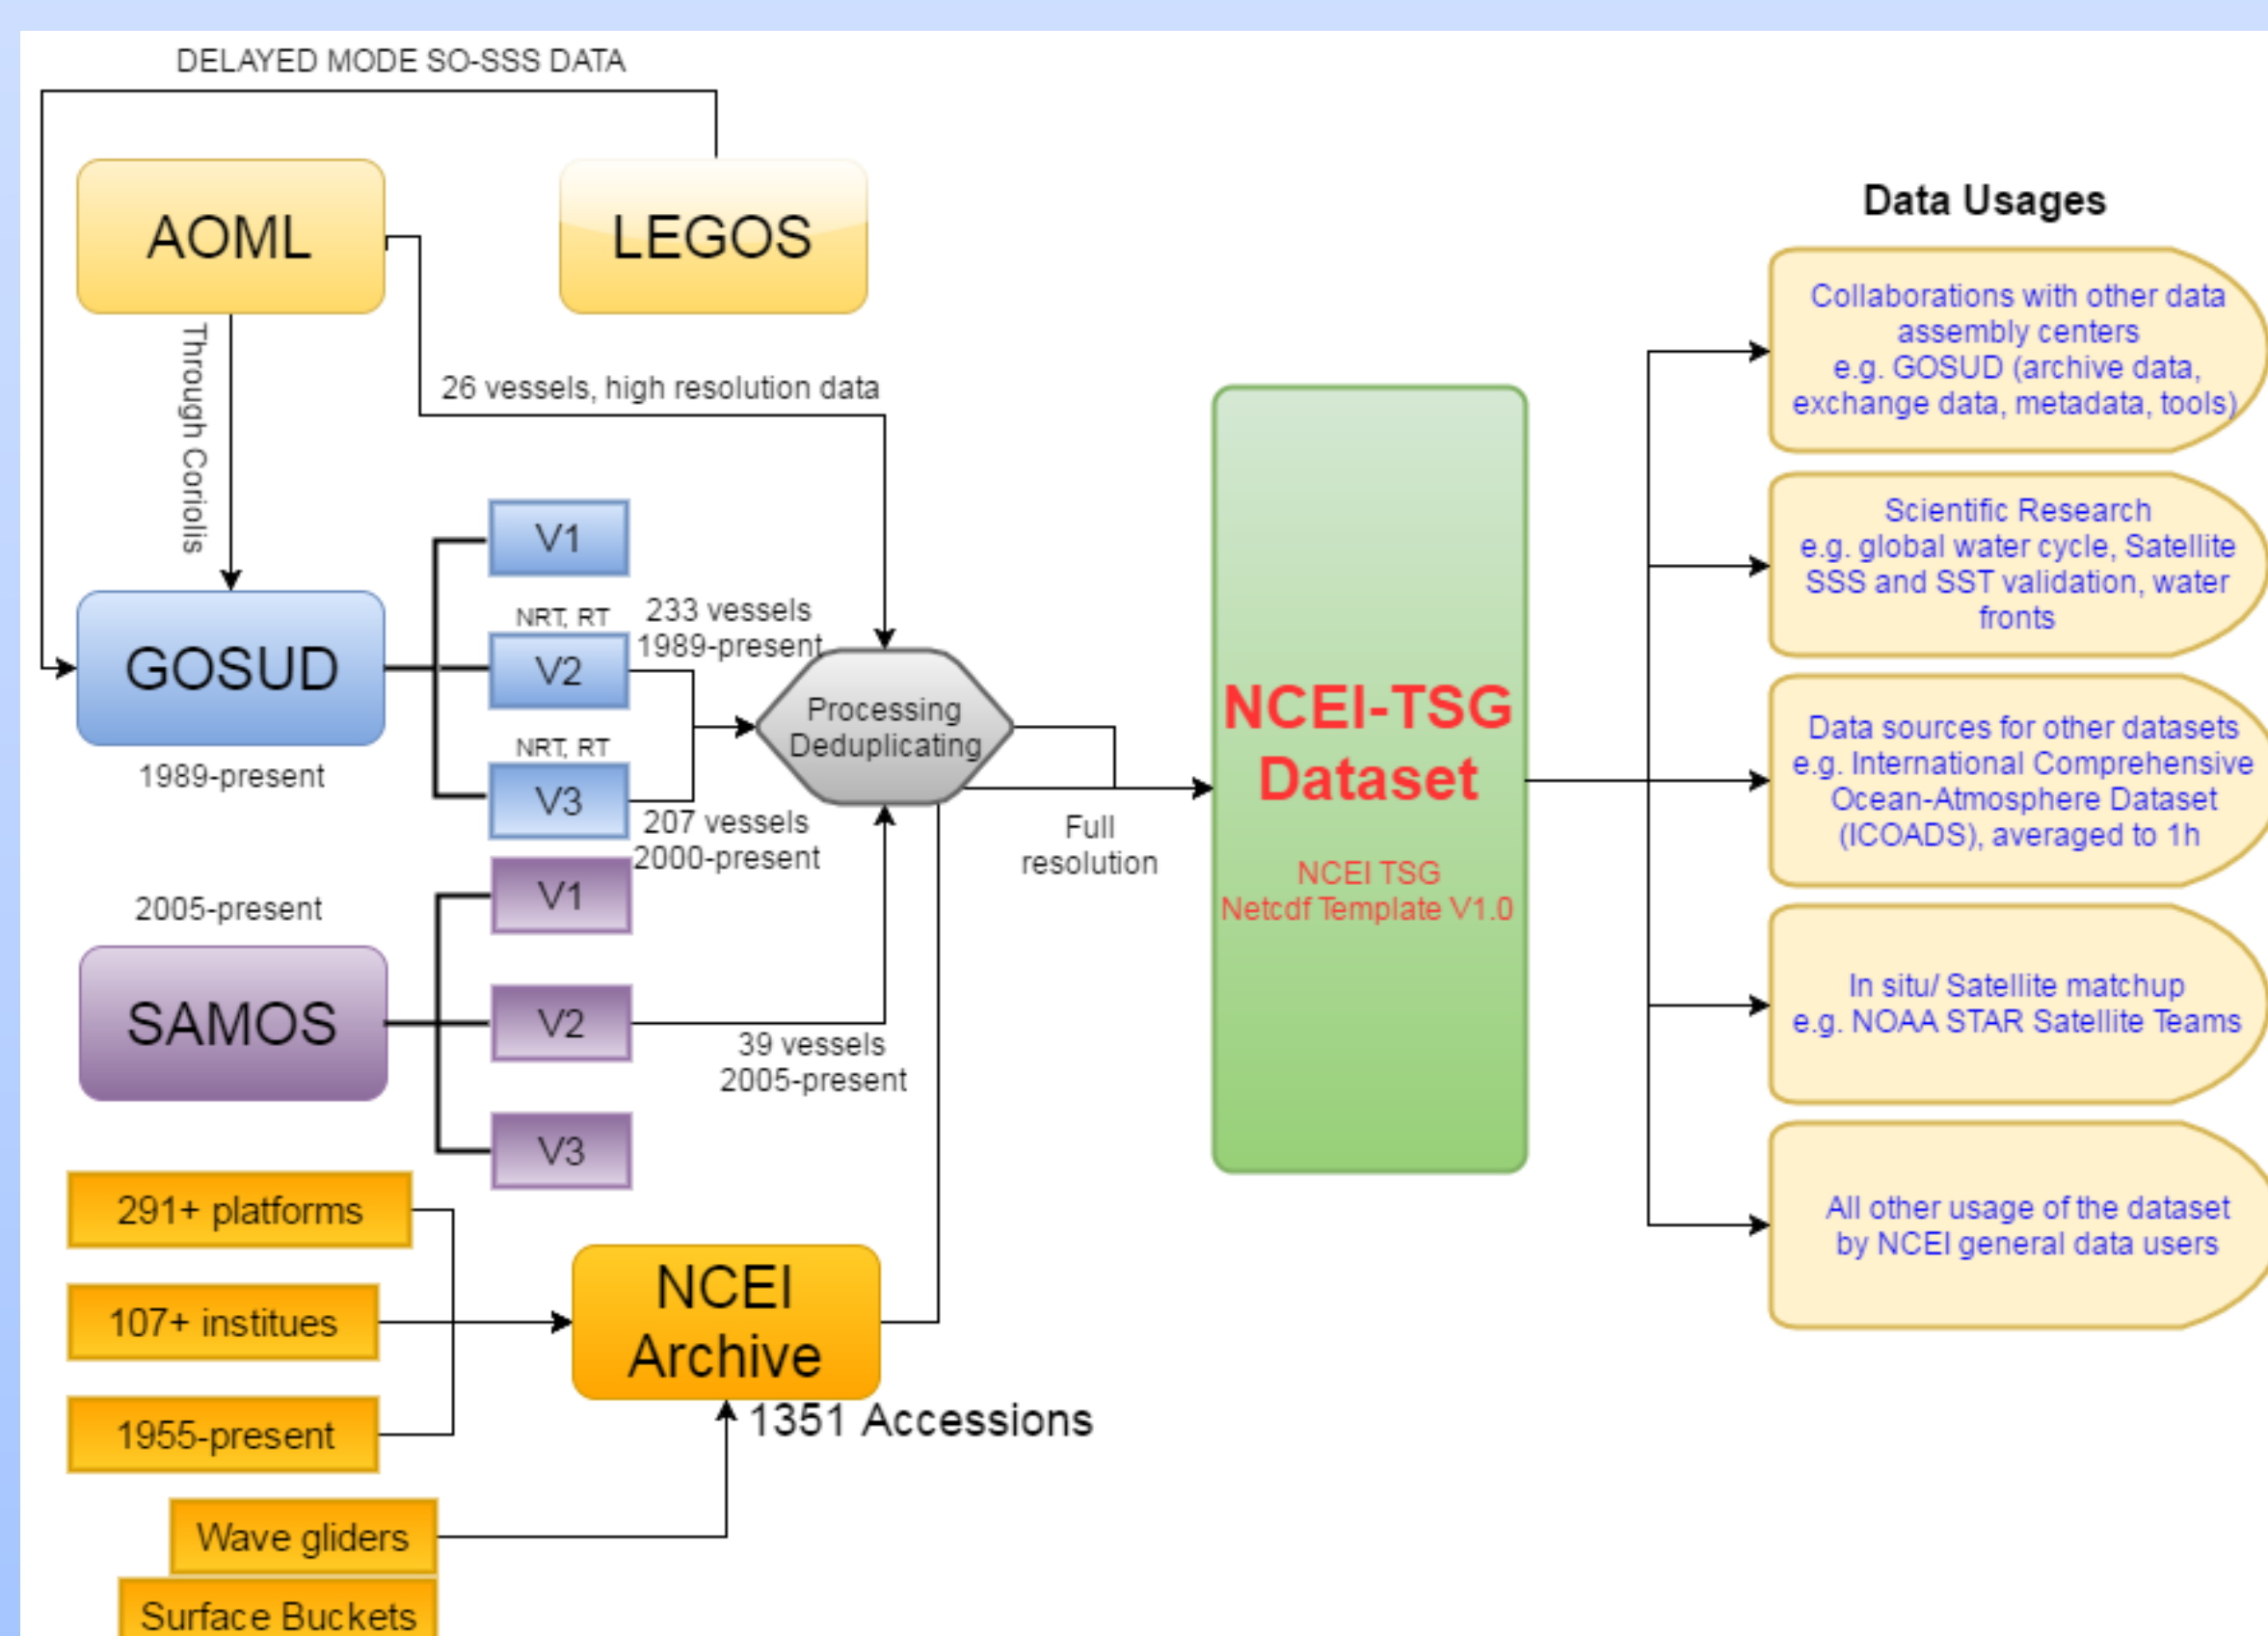 DELAYED MODE SO-SSS DATA
AOML
LEGOS
Through Coriolis
26 vessels, high resolution data
GOSUD
1989-present
V1
NRT, RT
V2
NRT, RT
V3
233 vessels
1989-present
207 vessels
2000-present
Processing
Deduplicating
2005-present
SAMOS
V1
V2
V3
39 vessels
2005-present
291+ platforms
107+ institues
1955-present
NCEI
Archive
1351 Accessions
Wave gliders
Surface Buckets
Full
resolution
NCEI-TSG
Dataset
NCEI TSG
Netcdf Template V1.0
Data Usages
Collaborations with other data
assembly centers
e.g. GOSUD (archive data,
exchange data, metadata, tools)
Scientific Research
e.g. global water cycle, Satellite
SSS and SST validation, water
fronts
Data sources for other datasets
e.g. International Comprehensive
Ocean-Atmosphere Dataset
(ICOADS), averaged to 1h
In situ/ Satellite matchup
e.g. NOAA STAR Satellite Teams
All other usage of the dataset
by NCEI general data users